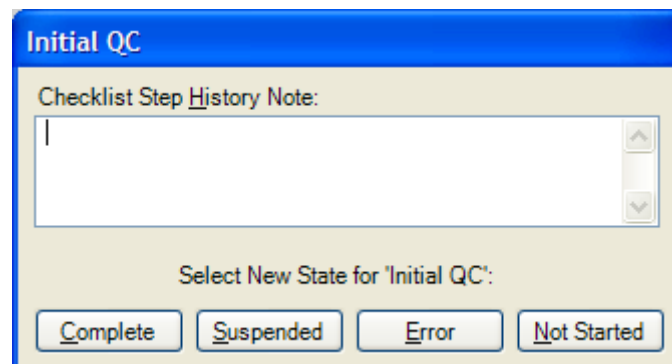 Initial QC
Checklist Step History Note:
Select New State for 'Initial QC':
Complete Suspended Error Not Started